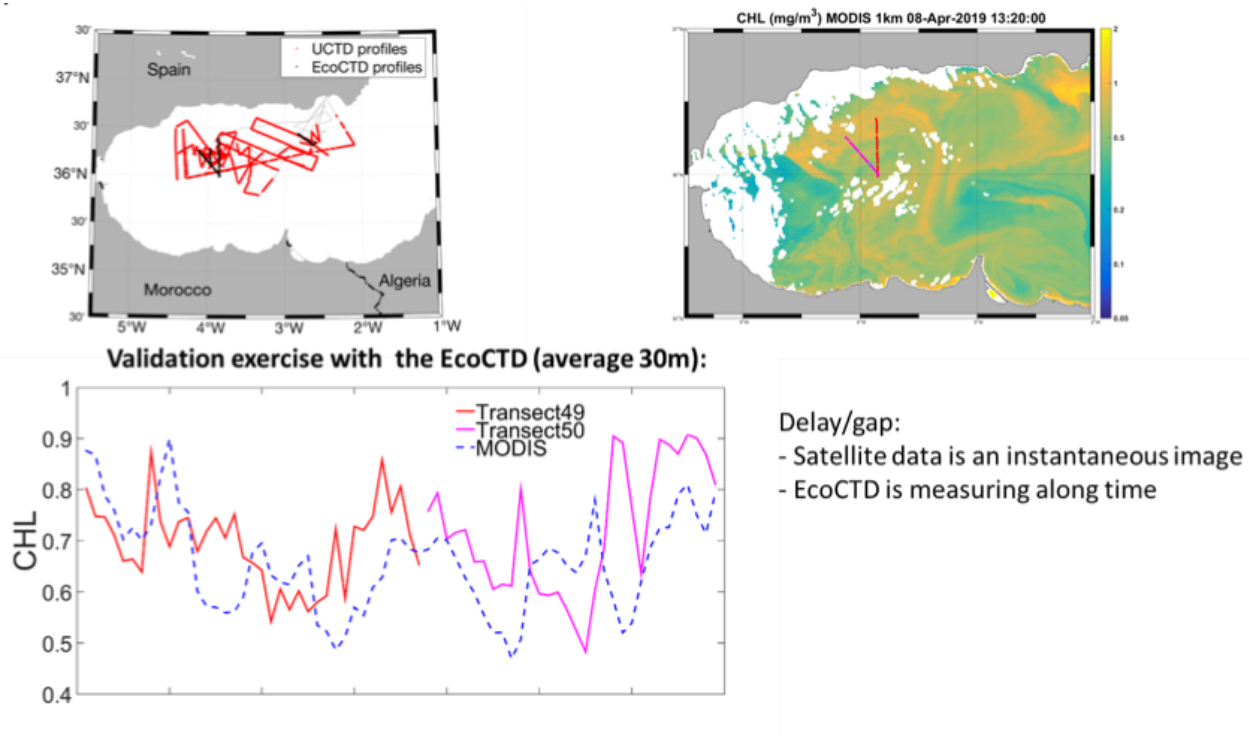 UCTD profiles
EcoCTD profiles
Spain
Morocco
Algeria
30'
37°N
30'
36°N
30'
35°N
30'
5°W
4°W
3°W
2°W
1°W
CHL (mg/m³) MODIS 1km 08-Apr-2019 13:20:00
2
1
0.5
0.2
0.1
0.05
Validation exercise with the EcoCTD (average 30m):
CHL
1
0.9
0.8
0.7
0.6
0.5
0.4
Transect49
Transect50
MODIS
Delay/gap:
- Satellite data is an instantaneous image
- EcoCTD is measuring along time